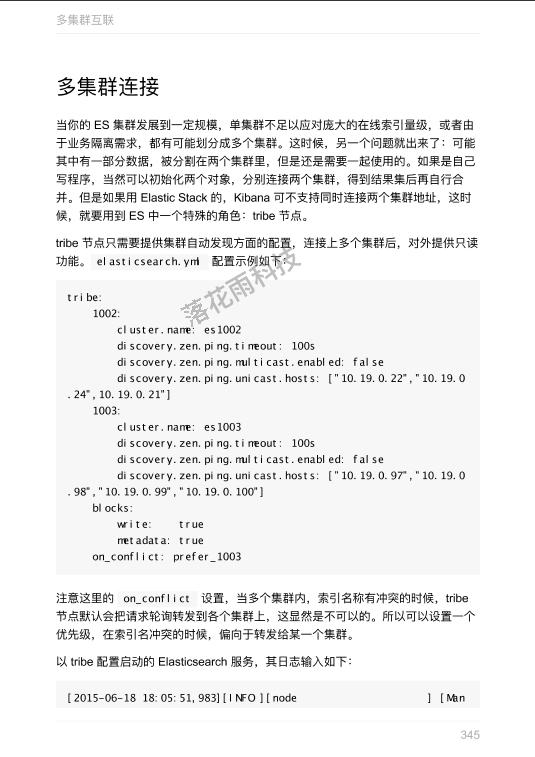 多集群互联
多集群连接
当你的 ES 集群发展到一定规模，单集群不足以应对庞大的在线索引量级，或者由
于业务隔离需求，都有可能划分成多个集群。这时候，另一个问题就出来了：可能
其中有一部分数据，被分割在两个集群里，但是还是需要一起使用的。如果是自己
写程序，当然可以初始化两个对象，分别连接两个集群，得到结果集后再自行合
并。但是如果用 Elastic Stack 的，Kibana 可不支持同时连接两个集群地址，这时
候，就要用到 ES 中一个特殊的角色：tribe 节点。
tribe 节点只需要提供集群自动发现方面的配置，连接上多个集群后，对外提供只读
功能。 elasticsearch.yml 配置示例如下：
落花雨科技
tribe:
    1002:
        cluster.name: es1002
        discovery.zen.ping.timeout: 100s
        discovery.zen.ping.multicast.enabled: false
        discovery.zen.ping.unicast.hosts: ["10.19.0.22","10.19.0
.24",10.19.0.21"]
    1003:
        cluster.name: es1003
        discovery.zen.ping.timeout: 100s
        discovery.zen.ping.multicast.enabled: false
        discovery.zen.ping.unicast.hosts: ["10.19.0.97","10.19.0
.98","10.19.0.99","10.19.0.100"]
    blocks:
        write:    true
        metadata: true
    on_conflict: prefer_1003
注意这里的 on_conflict 设置，当多个集群内，索引名称有冲突的时候，tribe
节点默认会把请求轮询转发到各个集群上，这显然是不可以的。所以可以设置一个
优先级，在索引名冲突的时候，偏向于转发给某一个集群。
以 tribe 配置启动的 Elasticsearch 服务，其日志输入如下：
[2015-06-18 18:05:51,983][INFO ][node                     ] [Man
345